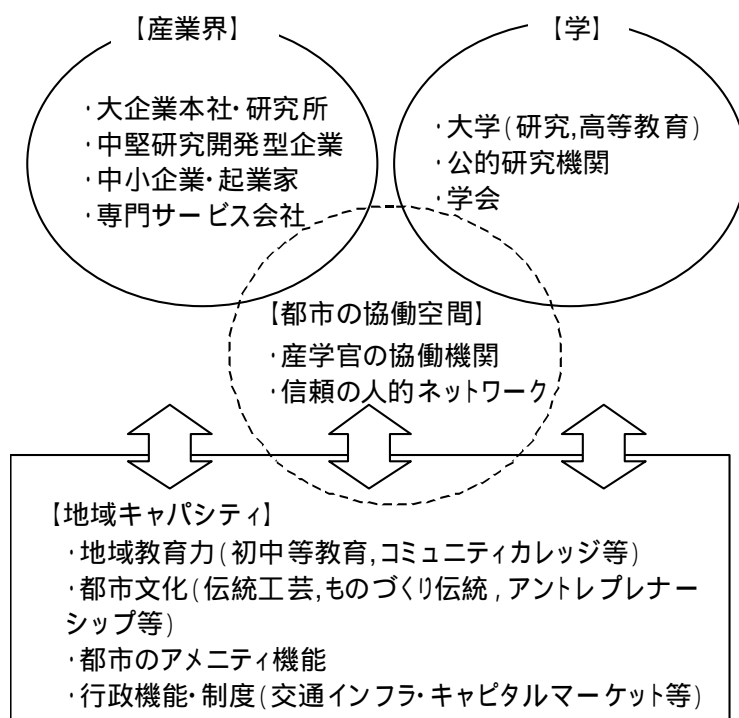 【産業界】
・大企業本社・研究所
・中堅研究開発型企業
・中小企業・起業家
・専門サービス会社
【学】
・大学(研究,高等教育)
・公的研究機関
・学会
【都市の協働空間】
・産学官の協働機関
・信頼の人的ネットワーク
【地域キャパシティ】
・地域教育力(初中等教育,コミュニティカレッジ等)
・都市文化(伝統工芸,ものづくり伝統,アントレプレナー
シップ等)
・都市のアメニティ機能
・行政機能・制度(交通インフラ・キャピタルマーケット等)